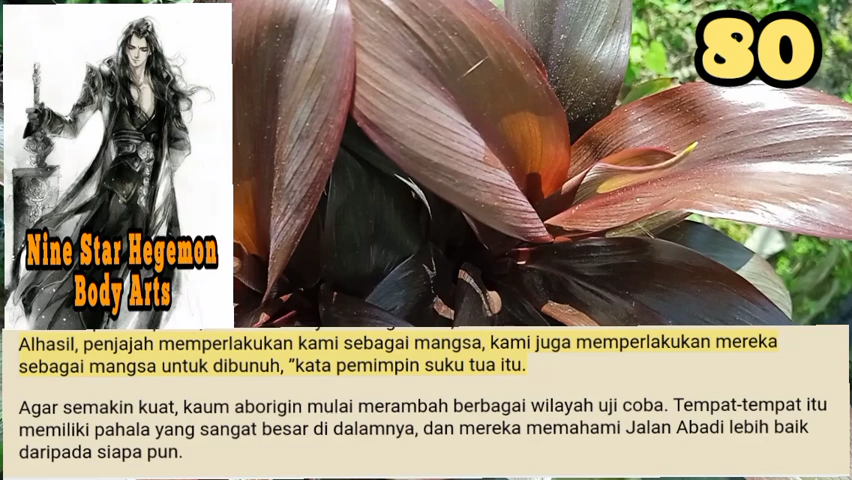 80
Nine Star Hegemon
Body Arts
Alhasil, penjajah memperlakukan kami sebagai mangsa, kami juga memperlakukan mereka
sebagai mangsa untuk dibunuh, ”kata pemimpin suku tua itu.
Agar semakin kuat, kaum aborigin mulai merambah berbagai wilayah uji coba. Tempat-tempat itu
memiliki pahala yang sangat besar di dalamnya, dan mereka memahami Jalan Abadi lebih baik
daripada siapa pun.